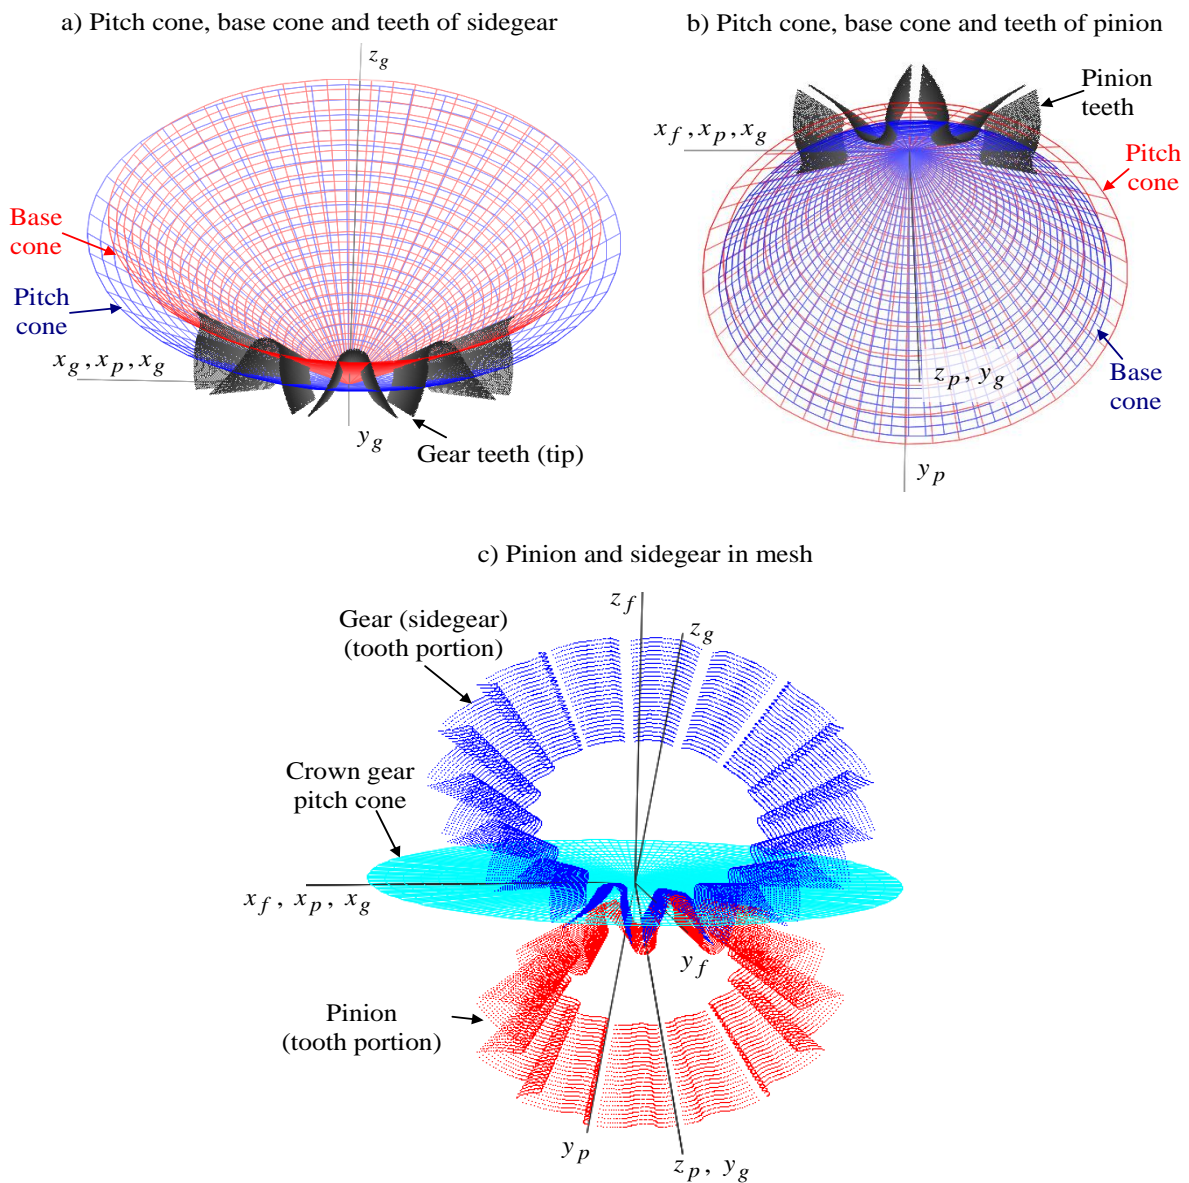 a) Pitch cone, base cone and teeth of sidegear
z_g
Base
cone
Pitch
cone
x_g, x_p, x_g
y_g
Gear teeth (tip)
b) Pitch cone, base cone and teeth of pinion
Pinion
teeth
x_f, x_p, x_g
Pitch
cone
z_p, y_g
Base
cone
y_p
c) Pinion and sidegear in mesh
z_f
Gear (sidegear)
(tooth portion)
z_g
Crown gear
pitch cone
x_f, x_p, x_g
y_f
Pinion
(tooth portion)
y_p
z_p, y_g